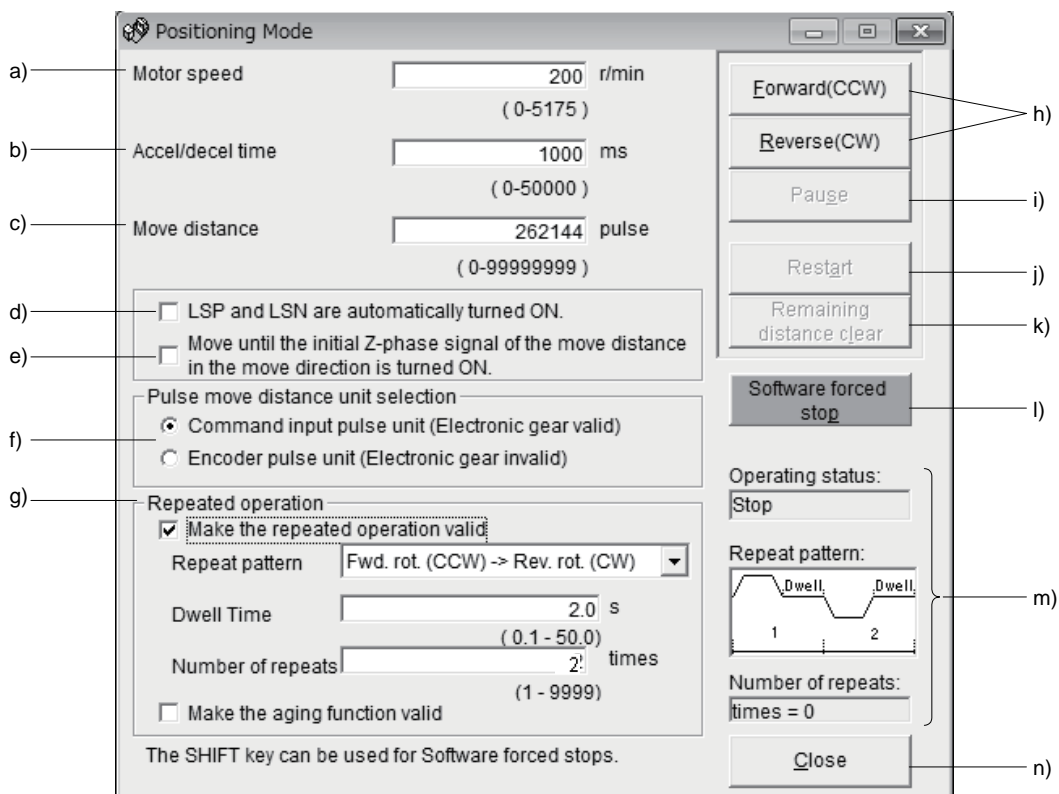 Positioning Mode
a) Motor speed 200 r/min
( 0-5175 )
b) Accel/decel time 1000 ms
( 0-50000 )
c) Move distance 262144 pulse
( 0-99999999 )
d) LSP and LSN are automatically turned ON.
e) Move until the initial Z-phase signal of the move distance
in the move direction is turned ON.
Pulse move distance unit selection
f) Command input pulse unit (Electronic gear valid)
Encoder pulse unit (Electronic gear invalid)
g) Repeated operation
Make the repeated operation valid
Repeat pattern Fwd. rot. (CCW) -> Rev. rot. (CW)
Dwell Time 2.0 s
( 0.1 - 50.0)
Number of repeats 2 times
(1 - 9999)
Make the aging function valid
The SHIFT key can be used for Software forced stops.
Forward(CCW)
h)
Reverse(CW)
Pause i)
Restart j)
Remaining
distance clear k)
Software forced
stop l)
Operating status:
Stop
Repeat pattern:
Dwell Dwell
1 2
m)
Number of repeats:
times = 0
Close n)